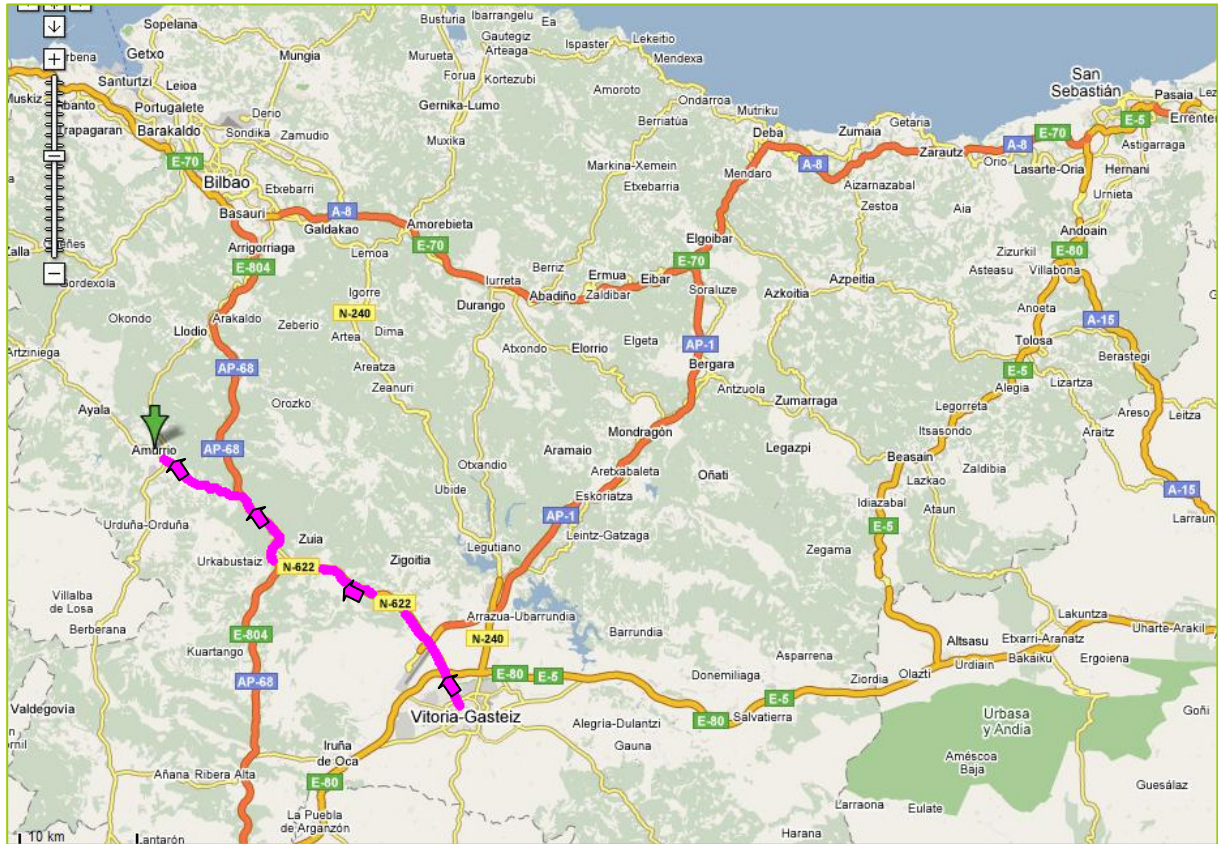 Sopelana
Busturia
Ibarrangelu
Ea
Gautegiz
Arteaga
Ispaster
Lekeitio
Mendexa
Getxo
Mungia
Murueta
Forua
Kortezubi
Santurtzi
Leioa
Gernika-Lumo
Amoroto
Ondarroa
Mutriku
San
Sebastián
Pasaia
Muskiz
Portugalete
Derio
Barakaldo
Sondika
Zamudio
Muxika
Berriatúa
Deba
Zumaia
Getaria
Zarautz
A-8
E-70
E-5
Orio
A-8
Astigarraga
Lasarte-Oria
Hernani
E-70
Bilbao
Etxebarri
Markina-Xemein
Etxebarria
Mendaro
Aizarnazabal
Zestoa
Aia
Urnieta
Basauri
Galdakao
A-8
Amorebieta
E-70
Arrigorriaga
Lemoa
Elgoibar
E-70
Andoain
E-80
Zizurkil
Villabona
Asteasu
E-804
Iurreta
Berriz
Ermua
Eibar
Zalla
Igorre
Durango
Abadiño
Zaldibar
Soraluze
Azkoitia
Azpeitia
Anoeta
A-15
Okondo
Arakaldo
Zeberio
N-240
Artea
Dima
Llodio
Atxondo
Elorrio
Elgeta
AP-1
Tolosa
Berastegi
Artziniega
AP-68
Areatza
Zeanuri
Bergara
Antzuola
Zumarraga
E-5
Alegia
Lizartza
Ayala
Orozko
Legorreta
Areso
Leitza
Itsasondo
Araitz
Amurrio
AP-68
Mondragón
Aramaio
Legazpi
Beasain
Otxandio
Aretxabaleta
Oñati
Zaldibia
Lazkao
Ubide
Eskoriatza
Idiazabal
A-15
Urduña-Orduña
AP-1
Ataun
E-5
Larraun
Zuia
Legutiano
Leintz-Gatzaga
Zegama
Urkabustaiz
N-622
Zigoitia
Villalba
de Losa
N-622
Arrazua-Ubarrundia
Berberana
E-804
N-240
Barrundia
Lakuntza
Altsasu
Etxarri-Aranatz
Uharte-Arakil
Kuartango
Asparrena
Urdiain
Bakaiku
Ergoiena
AP-68
E-80
E-5
Donemiliaga
Ziordia
Olazti
E-5
Valdegovia
Vitoria-Gasteiz
Alegria-Dulantzi
E-80
Salvatierra
Urbasa
y Andia
Goñi
Iruña
de Oca
Gauna
Améscoa
Baja
Añana
Ribera Alta
E-80
Guesálaz
La Puebla
de Arganzón
Larraona
Eulate
Harana
10 km
Lantarón